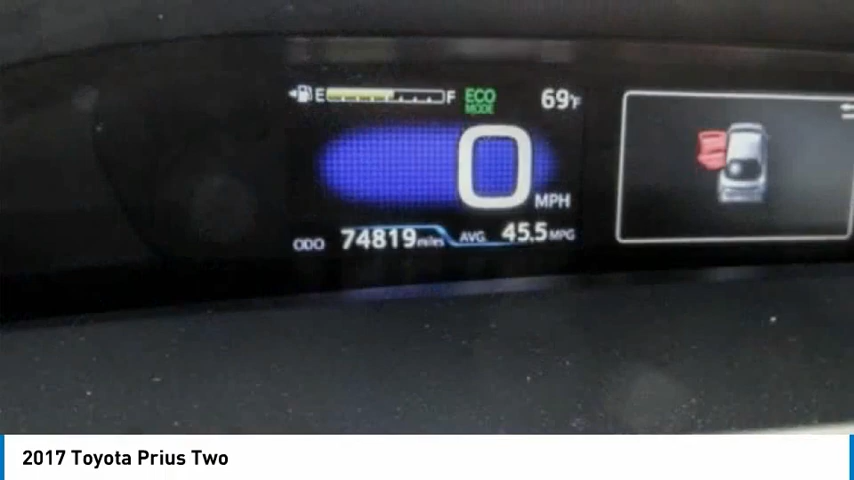 E F ECO MODE 69°F
0 MPH
ODO 74819 miles AVG. 45.5 MPG
2017 Toyota Prius Two